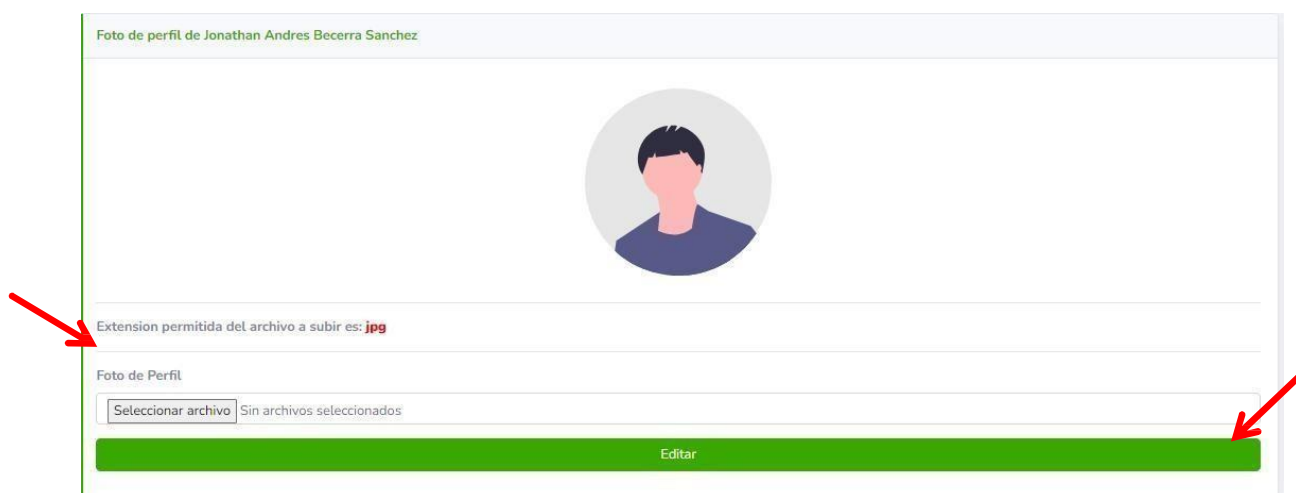 Foto de perfil de Jonathan Andres Becerra Sanchez
Extension permitida del archivo a subir es: jpg
Foto de Perfil
Seleccionar archivo Sin archivos seleccionados
Editar